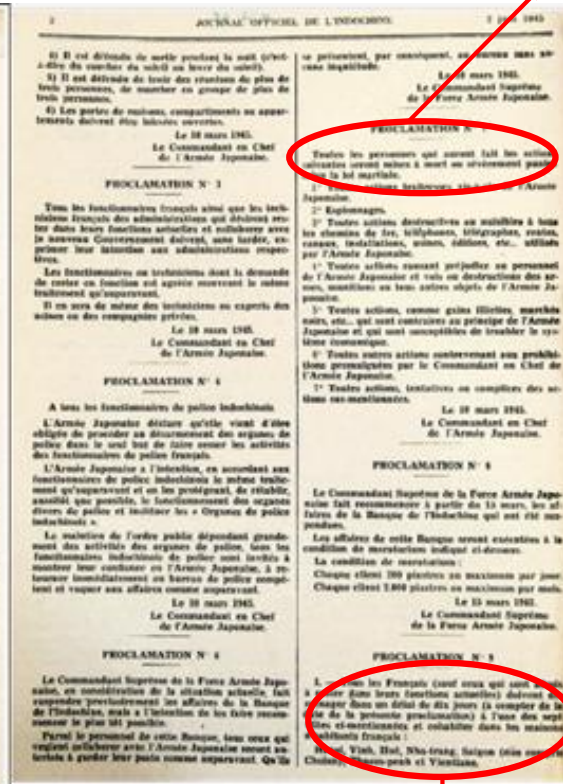 2
JOURNAL OFFICIEL DE L'INDOCHINE
1945
Il est défendu de sortir pendant la nuit (c'est-
à-dire du coucher du soleil au lever du soleil).
5) Il est défendu de tenir des réunions de plus de
trois personnes, de marcher en groupe de plus de
trois personnes.
6) Les portes de maisons, compartiments ou appar-
tements doivent être laissées ouvertes.
Le 10 mars 1945.
Le Commandant en Chef
de l'Armée Japonaise.
PROCLAMATION N° 3
Tous les fonctionnaires français ainsi que les tech-
niciens français des administrations qui désirent res-
ter dans leurs fonctions actuelles et collaborer avec
le nouveau Gouvernement doivent, sans tarder, ex-
primer leur intention aux administrations respec-
tives.
Les fonctionnaires ou techniciens dont la demande
de rester en fonction est agréée recevront le même
traitement qu'auparavant.
Il en sera de même des techniciens ou experts des
mines ou des compagnies privées.
Le 10 mars 1945.
Le Commandant en Chef
de l'Armée Japonaise.
PROCLAMATION N°
A tous les fonctionnaires de police indochinois
L'Armée Japonaise déclare qu'elle vient d'être
obligée de procéder au désarmement des organes de
police dans le seul but de faire cesser les activités
des fonctionnaires de police français.
L'Armée Japonaise a l'intention, en accordant aux
fonctionnaires de police indochinois le même traite-
ment qu'auparavant et en les protégeant, de rétablir,
aussitôt que possible, le fonctionnement des organes
divers de police et instituer les « Organes de police
indochinois ».
Le maintien de l'ordre public dépendant grande-
ment des activités des organes de police, tous les
fonctionnaires indochinois de police sont invités à
montrer leur confiance en l'Armée Japonaise, à re-
tourner immédiatement au bureau de police compé-
tent et vaquer aux affaires comme auparavant.
Le 10 mars 1945.
Le Commandant en Chef
de l'Armée Japonaise.
PROCLAMATION N°
Le Commandant Suprême de la Force Armée Japo-
naise, en considération de la situation actuelle, fait
suspendre provisoirement les affaires de la Banque
de l'Indochine, mais a l'intention de les faire recom-
mencer le plus tôt possible.
Parmi le personnel de cette Banque, tous ceux qui
veulent collaborer avec l'Armée Japonaise seront au-
torisés à garder leur poste comme auparavant. Qu'ils
se présentent, par conséquent, au bureau sans au-
cune inquiétude.
Le 10 mars 1945.
Le Commandant Suprême
de la Force Armée Japonaise.
PROCLAMATION N°
Toutes les personnes qui auront fait les actions
suivantes seront mises à mort ou sévèrement punies
selon la loi martiale.
1° actions l'Armée
Japonaise.
2° Espionnages.
3° Toutes actions destructives ou nuisibles à tous
les chemins de fer, téléphones, télégraphes, routes,
canaux, installations, usines, édifices, etc... utilisés
par l'Armée Japonaise.
4° Toutes actions causant préjudice au personnel
de l'Armée Japonaise et vols ou destructions des ar-
mes, munitions ou tous autres objets de l'Armée Ja-
ponaise.
5° Toutes actions, comme gains illicites, marchés
noirs, etc... qui sont contraires au principe de l'Armée
Japonaise et qui sont susceptibles de troubler le sys-
tème économique.
6° Toutes autres actions contrevenant aux prohibi-
tions promulguées par le Commandant en Chef de
l'Armée Japonaise.
7° Toutes actions, tentatives ou complices des ac-
tions sus-mentionnées.
Le 10 mars 1945.
Le Commandant en Chef
de l'Armée Japonaise.
PROCLAMATION N° 8
Le Commandant Suprême de la Force Armée Japo-
naise fait recommencer à partir du 15 mars, les af-
faires de la Banque de l'Indochine qui ont été sus-
pendues.
Les affaires de cette Banque seront exécutées à la
condition de moratorium indiqué ci-dessous.
La condition de moratorium :
Chaque client 200 piastres au maximum par jour.
Chaque client 2.000 piastres au maximum par mois.
Le 15 mars 1945.
Le Commandant Suprême
de la Force Armée Japonaise.
PROCLAMATION N° 9
1. — Tous les Français (sauf ceux qui sont
à rester dans leurs fonctions actuelles) doivent
dans un délai de dix jours (à compter de la
date de la présente proclamation) à l'une des sept
villes ci-mentionnées et cohabiter dans les maisons
français :
Hanoï, Vinh, Hué, Nha-trang, Saigon
Cholon), Phnom-penh et Vientiane.